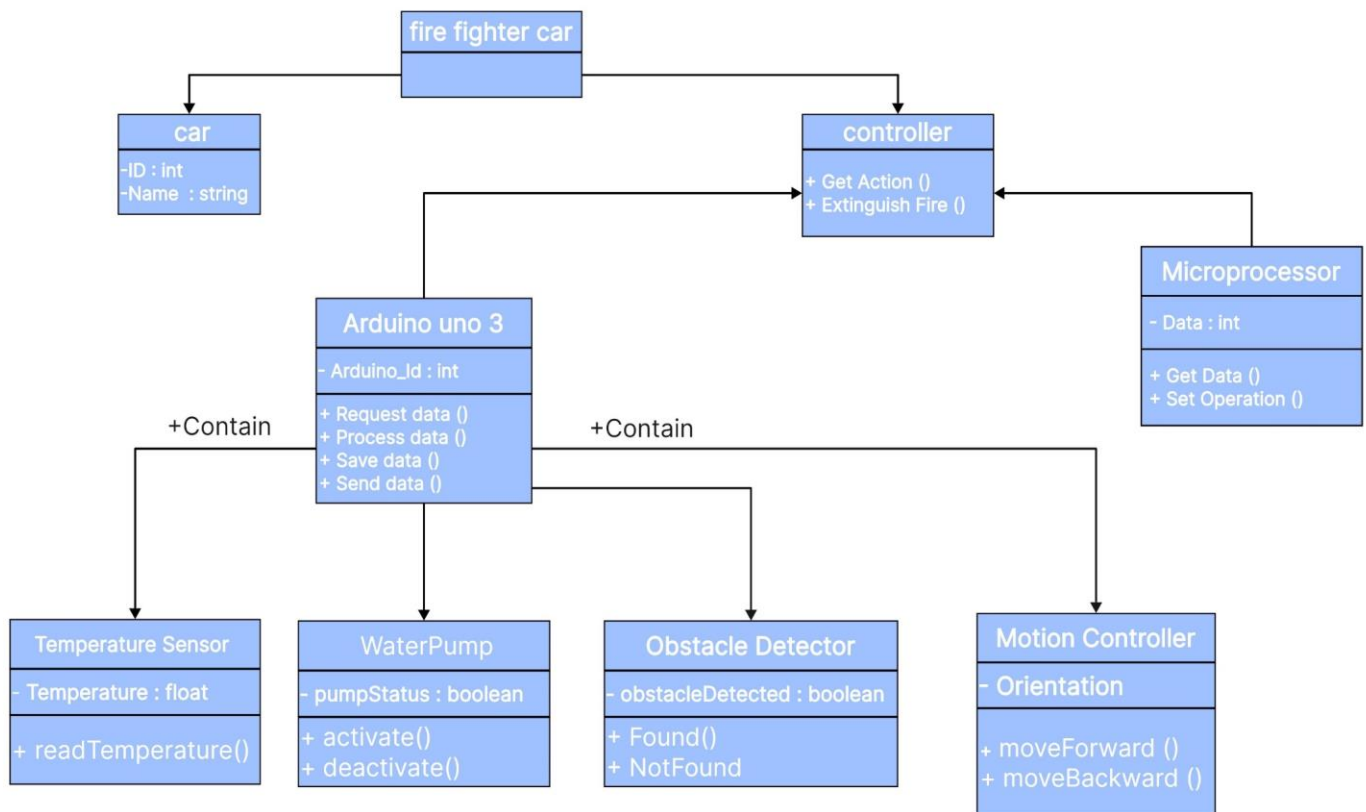 fire fighter car
car
-ID : int
-Name : string
controller
+ Get Action ()
+ Extinguish Fire ()
Microprocessor
- Data : int
+ Get Data ()
+ Set Operation ()
Arduino uno 3
- Arduino_Id : int
+ Request data ()
+ Process data ()
+ Save data ()
+ Send data ()
+Contain
+Contain
Temperature Sensor
- Temperature : float
+ readTemperature()
WaterPump
- pumpStatus : boolean
+ activate()
+ deactivate()
Obstacle Detector
- obstacleDetected : boolean
+ Found()
+ NotFound
Motion Controller
- Orientation
+ moveForward ()
+ moveBackward ()